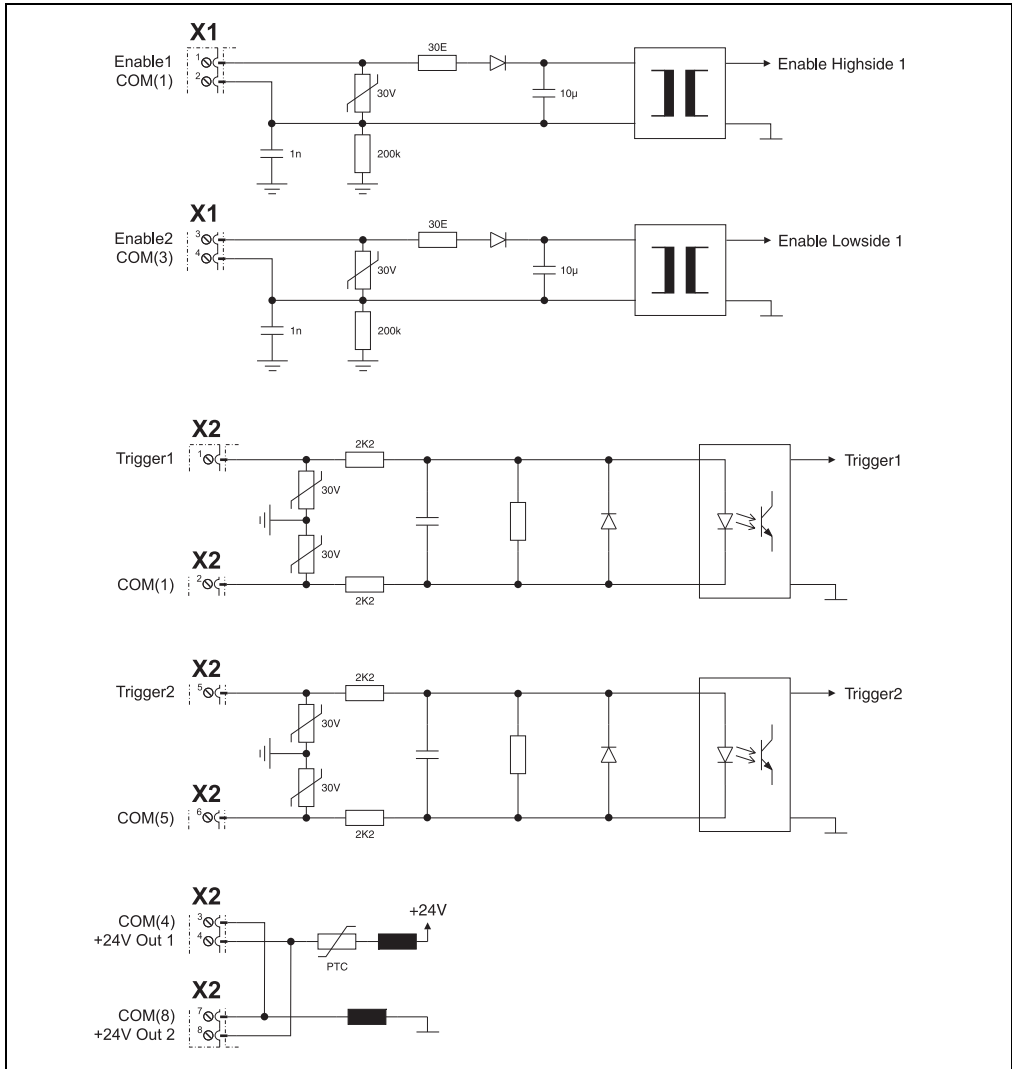 X1
30E
Enable1 1 Enable Highside 1
COM(1) 2
30V 10µ
1n 200k
X1
30E
Enable2 3 Enable Lowside 1
COM(3) 4
30V 10µ
1n 200k
X2
2K2
Trigger1 1 Trigger1
30V
30V
X2
COM(1) 2
2K2
X2
2K2
Trigger2 5 Trigger2
30V
30V
X2
COM(5) 6
2K2
X2
+24V
COM(4) 3
+24V Out 1 4
PTC
X2
COM(8) 7
+24V Out 2 8